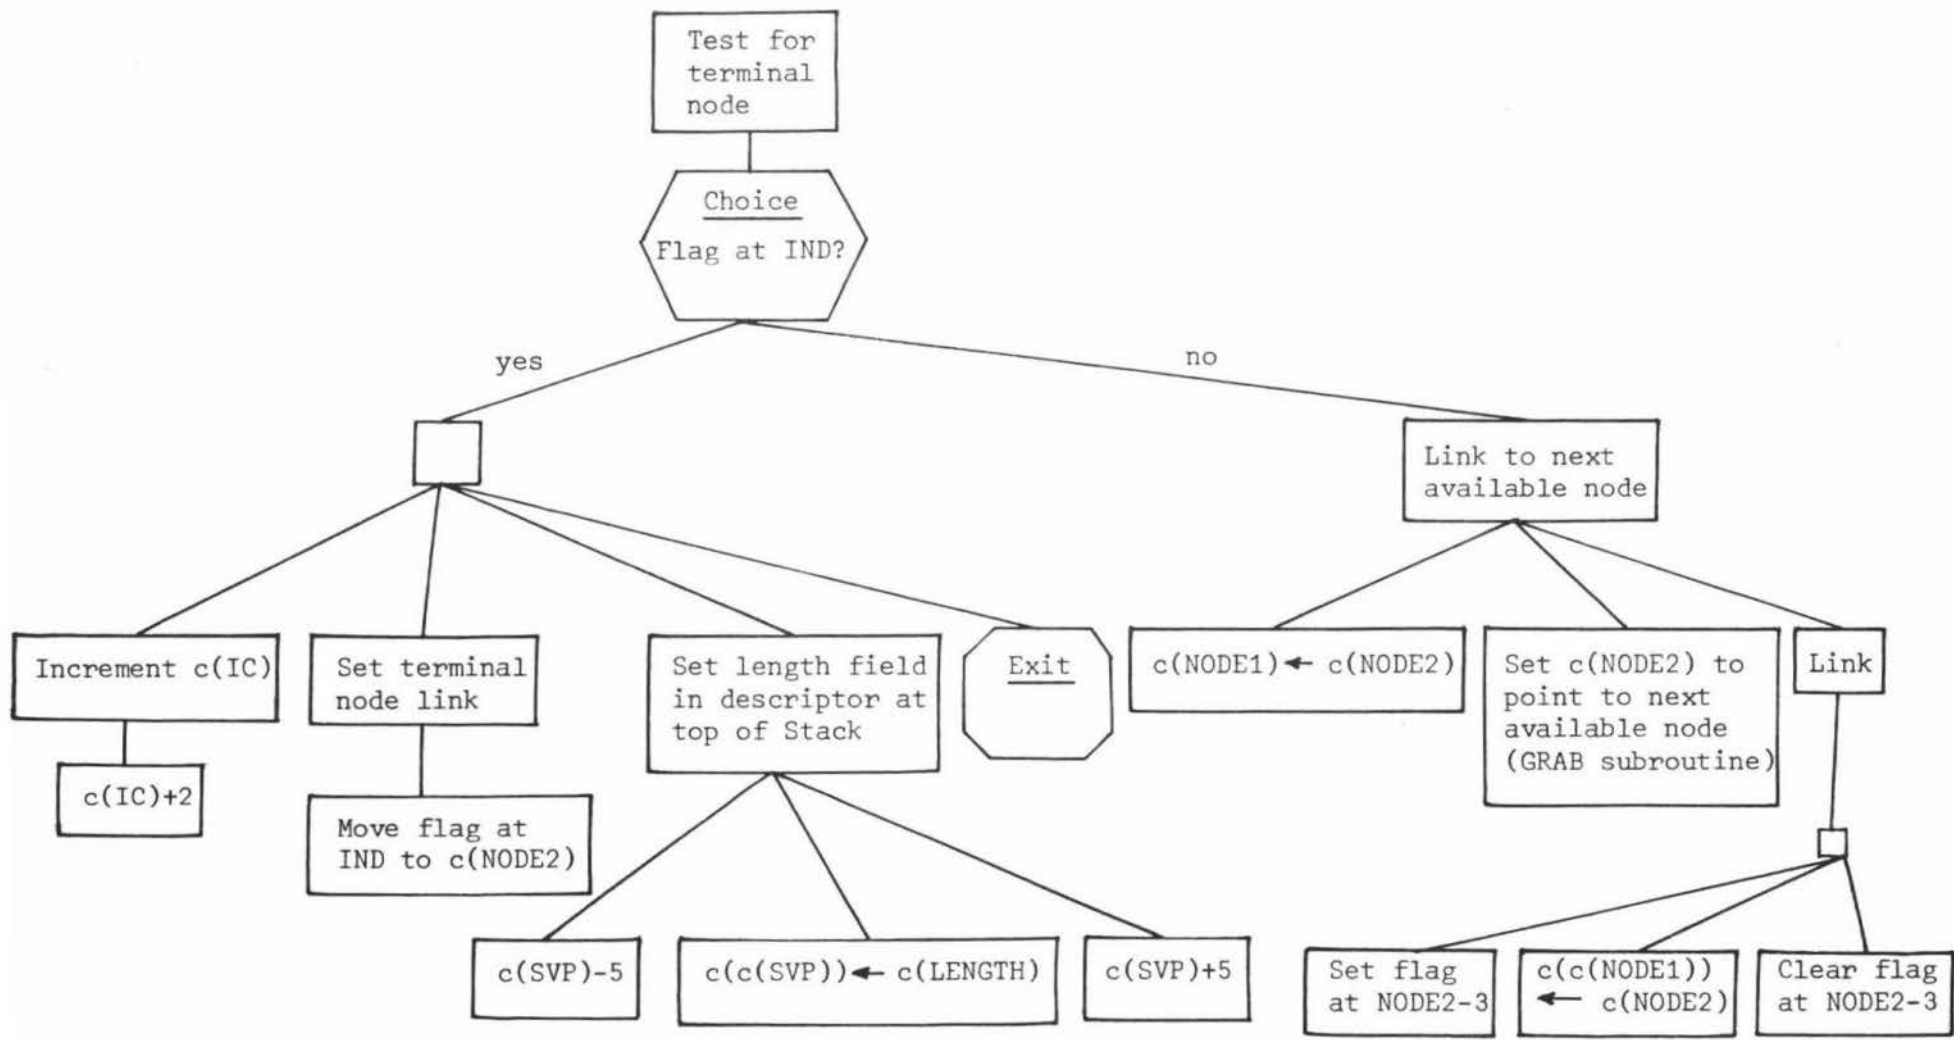 Test for
terminal
node
Choice
Flag at IND?
yes
no
Link to next
available node
Increment c(IC)
c(IC)+2
Set terminal
node link
Move flag at
IND to c(NODE2)
Set length field
in descriptor at
top of Stack
Exit
c(NODE1) ← c(NODE2)
Set c(NODE2) to
point to next
available node
(GRAB subroutine)
Link
c(SVP)-5
c(c(SVP)) ← c(LENGTH)
c(SVP)+5
Set flag
at NODE2-3
c(c(NODE1))
← c(NODE2)
Clear flag
at NODE2-3